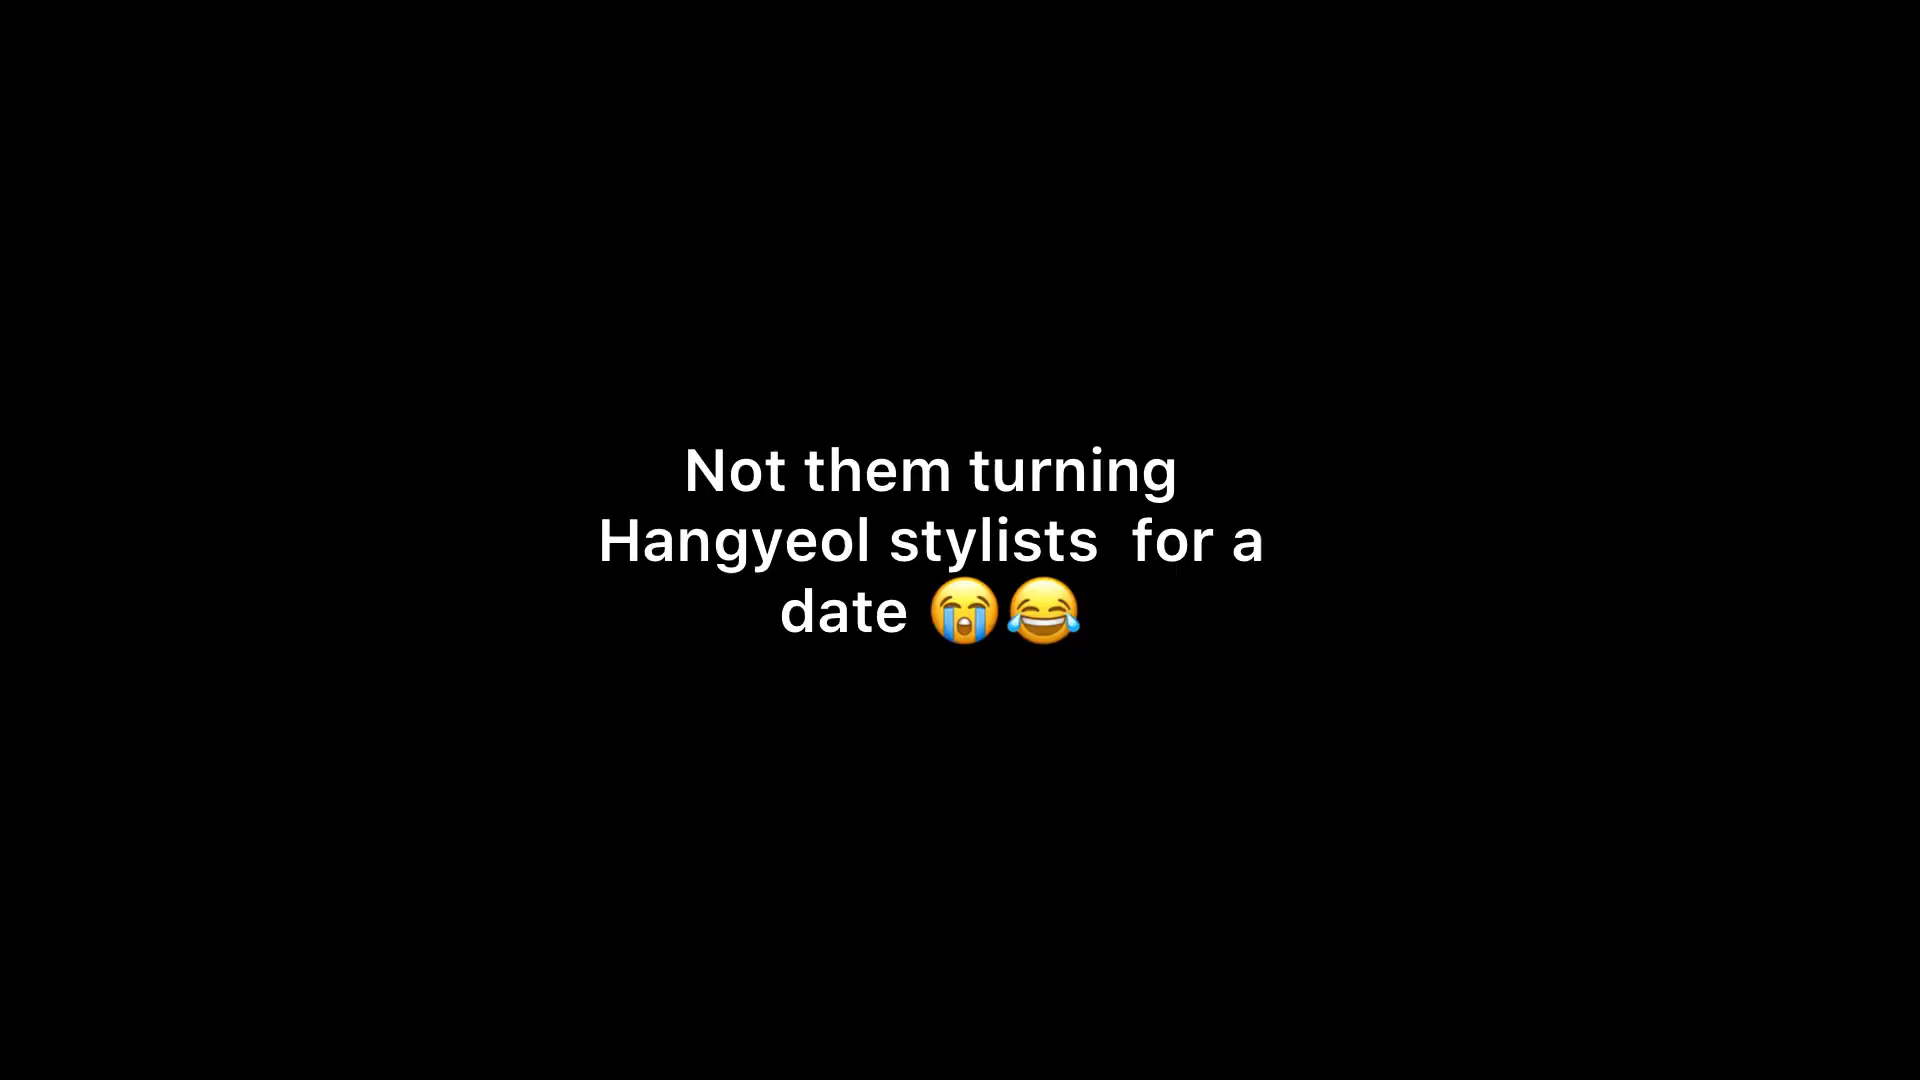 Not them turning
Hangyeol stylists  for a
date 😭😂